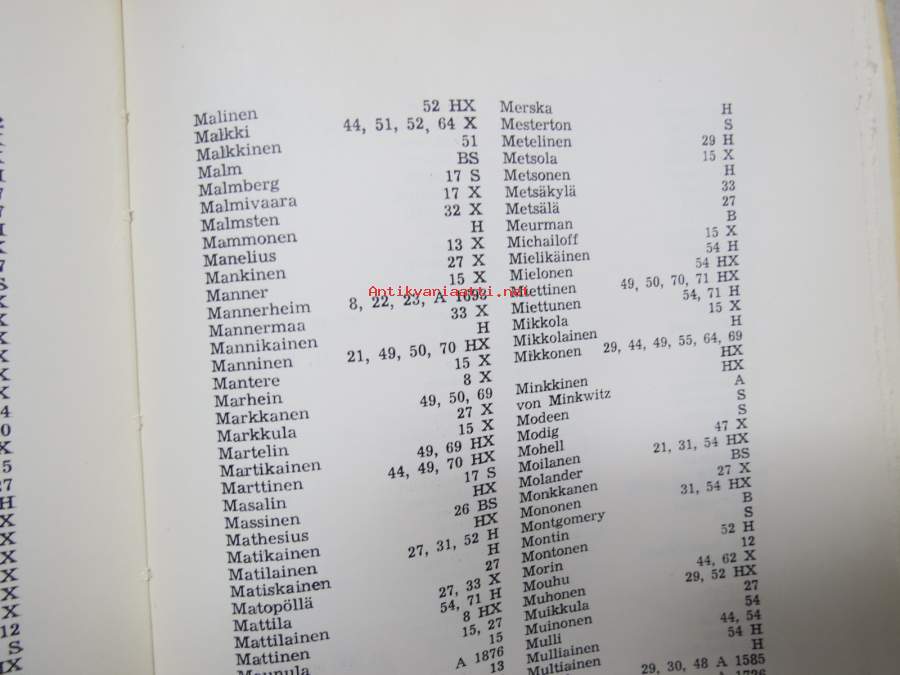 S
X
X
X
X
X
X
X
4
0
X
5
27
H
X
X
X
X
X
X
12
S
HX
Malinen 52 HX
Malkki 44, 51, 52, 64 X
Malkkinen 51
Malm BS
Malmberg 17 S
Malmivaara 17 X
Malmsten 32 X
Mammonen H
Manelius 13 X
Mankinen 27 X
Manner 15 X
Mannerheim 8, 22, 23, A 1693
Mannermaa 33 X
Mannikainen H
Manninen 21, 49, 50, 70 HX
Mantere 15 X
Marhein 8 X
Markkanen 49, 50, 69
Markkula 27 X
Martelin 15 X
Martikainen 49, 69 HX
Marttinen 44, 49, 70 HX
Masalin 17 S
Massinen HX
Mathesius 26 BS
Matikainen HX
Matilainen 27, 31, 52 H
Matiskainen H
Matopöllä 27
Mattila 27, 33 X
Mattilainen 54, 71 H
Mattinen 8 HX
Maunula 15, 27
15
A 1876
13
Merska H
Mesterton S
Metelinen 29 H
Metsola 15 X
Metsonen H
Metsäkylä 33
Metsälä 27
Meurman B
Michailoff 15 X
Mielikäinen 54 H
Mielonen 54 HX
Miettinen 49, 50, 70, 71 HX
Miettunen 54, 71 H
Mikkola 15 X
Mikkolainen H
Mikkonen 29, 44, 49, 55, 64, 69
HX
Minkkinen HX
von Minkwitz A
Modeen S
Modig S
Mohell 47 X
Moilanen 21, 31, 54 HX
Molander BS
Monkkanen 27 X
Mononen 31, 54 HX
Montgomery B
Montin S
Montonen 52 H
Morin 12
Mouhu 44, 62 X
Muhonen 29, 52 HX
Muikkula 27
Muinonen 54
Mulli 44, 54
Mulliainen 54 H
Multiainen H
29, 30, 48 A 1585
Antikvariaatti.net